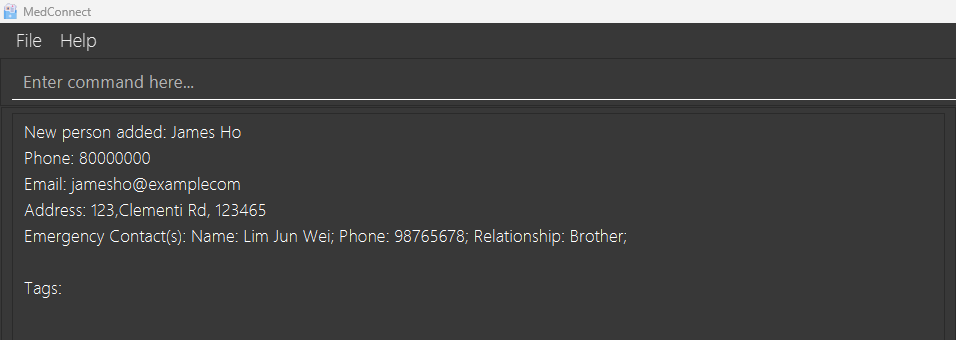 MedConnect
File Help
Enter command here...
New person added: James Ho
Phone: 80000000
Email: jamesho@examplecom
Address: 123,Clementi Rd, 123465
Emergency Contact(s): Name: Lim Jun Wei; Phone: 98765678; Relationship: Brother;
Tags: